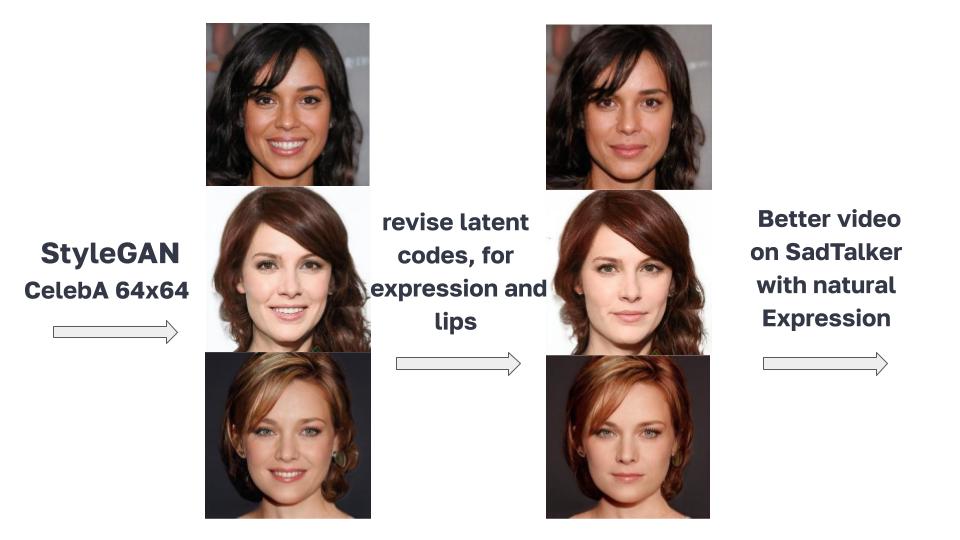 StyleGAN
CelebA 64x64
revise latent
codes, for
expression and
lips
Better video
on SadTalker
with natural
Expression